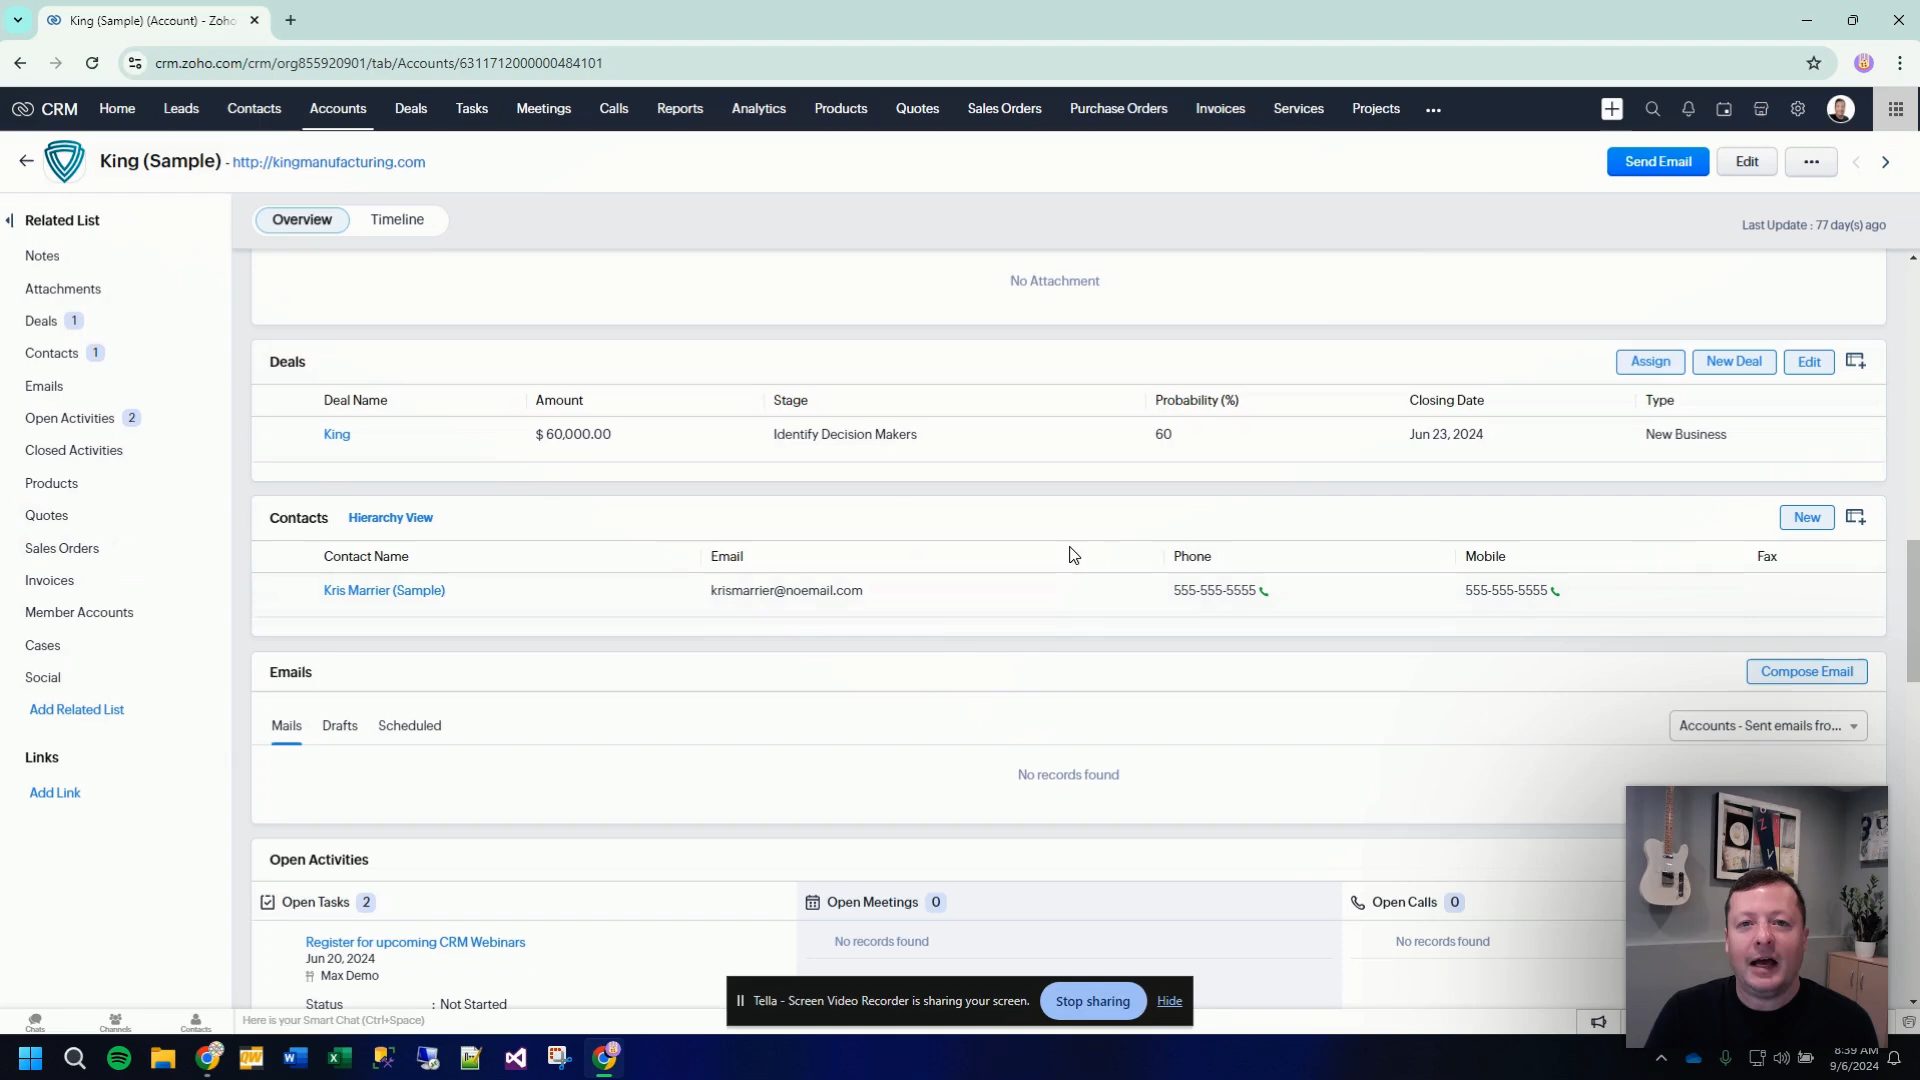 King (Sample) (Account) - Zoho
crm.zoho.com/crm/org855920901/tab/Accounts/6311712000000484101
CRM Home Leads Contacts Accounts Deals Tasks Meetings Calls Reports Analytics Products Quotes Sales Orders Purchase Orders Invoices Services Projects
King (Sample) - http://kingmanufacturing.com
Send Email Edit
Related List
Overview Timeline
Last Update : 77 day(s) ago
Notes
Attachments
Deals 1
Contacts 1
Emails
Open Activities 2
Closed Activities
Products
Quotes
Sales Orders
Invoices
Member Accounts
Cases
Social
Add Related List
Links
Add Link
No Attachment
Deals
Assign New Deal Edit
Deal Name Amount Stage Probability (%) Closing Date Type
King $ 60,000.00 Identify Decision Makers 60 Jun 23, 2024 New Business
Contacts Hierarchy View
New
Contact Name Email Phone Mobile Fax
Kris Marrier (Sample) krismarrier@noemail.com 555-555-5555 555-555-5555
Emails
Compose Email
Mails Drafts Scheduled
Accounts - Sent emails fro...
No records found
Open Activities
Open Tasks 2
Open Meetings 0
Open Calls 0
Register for upcoming CRM Webinars
Jun 20, 2024
Max Demo
Status : Not Started
No records found
No records found
Tella - Screen Video Recorder is sharing your screen. Stop sharing Hide
Chats Channels Contacts
Here is your Smart Chat (Ctrl+Space)
8:39 AM
9/6/2024